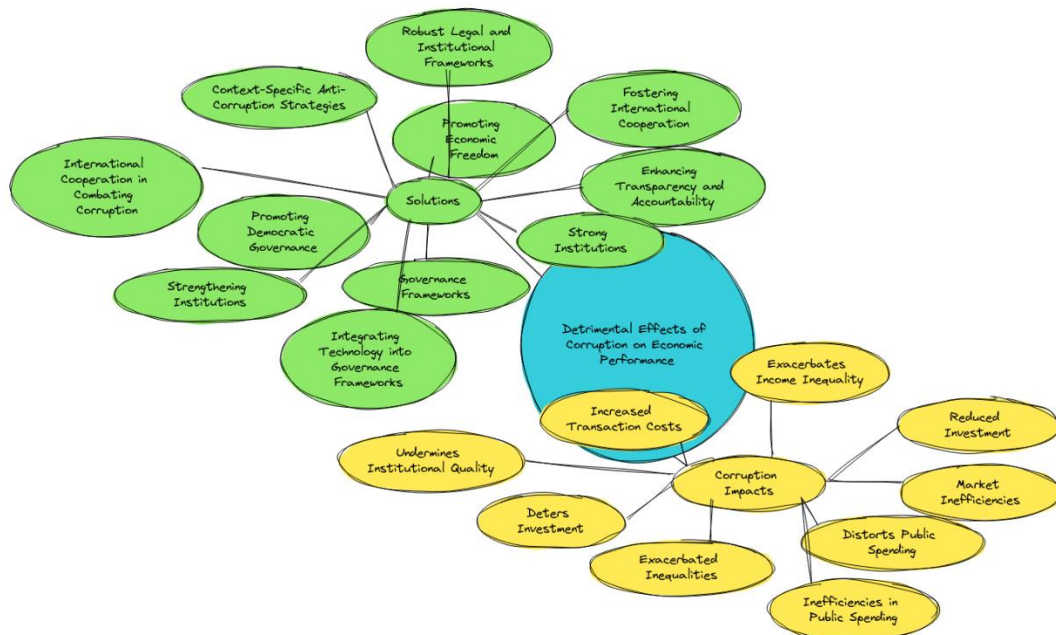 Robust Legal and
Institutional
Frameworks
Context-Specific Anti-
Corruption Strategies
Fostering
International
Cooperation
Promoting
Economic
Freedom
International
Cooperation in
Combating
Corruption
Enhancing
Transparency and
Accountability
Solutions
Promoting
Democratic
Governance
Strong
Institutions
Strengthening
Institutions
Governance
Frameworks
Integrating
Technology into
Governance
Frameworks
Detrimental Effects of
Corruption on Economic
Performance
Exacerbates
Income Inequality
Increased
Transaction Costs
Reduced
Investment
Undermines
Institutional Quality
Corruption
Impacts
Market
Inefficiencies
Deters
Investment
Distorts Public
Spending
Exacerbated
Inequalities
Inefficiencies in
Public Spending